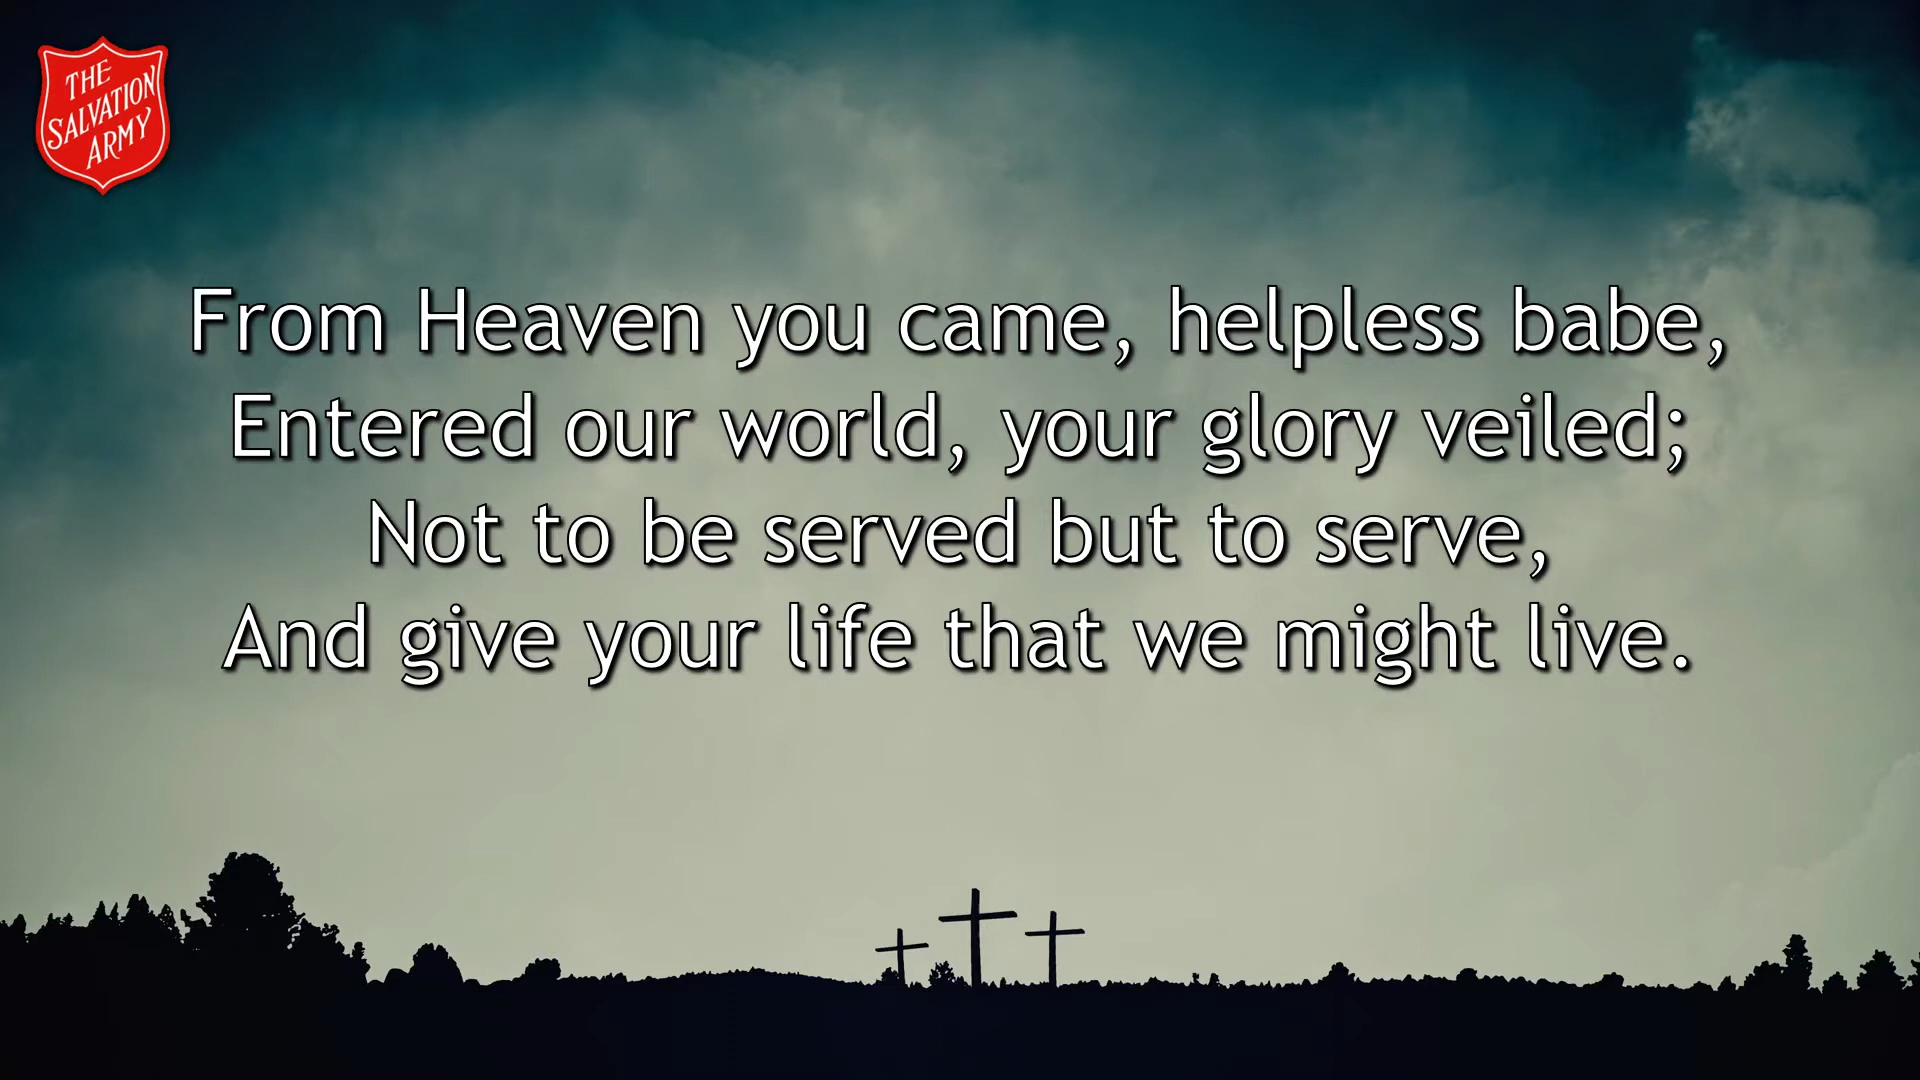 THE
SALVATION
ARMY
From Heaven you came, helpless babe,
Entered our world, your glory veiled;
Not to be served but to serve,
And give your life that we might live.